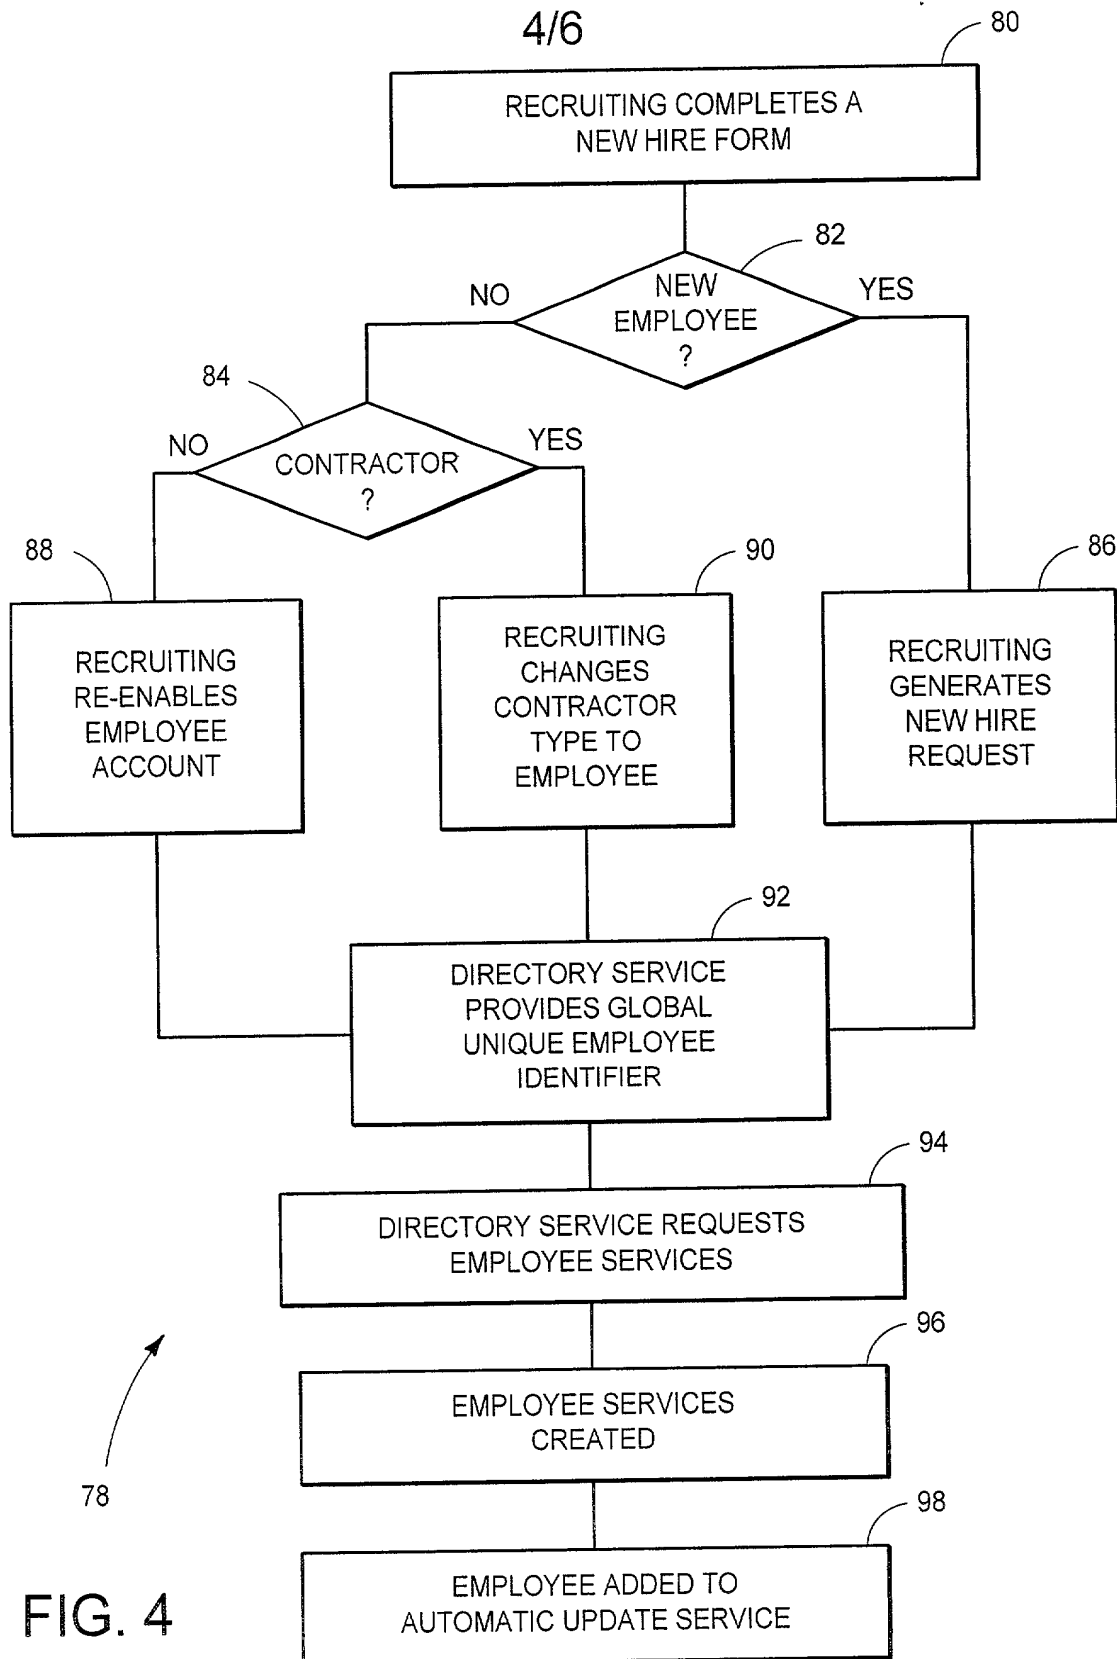 4/6
80
RECRUITING COMPLETES A
NEW HIRE FORM
82
NO
NEW
EMPLOYEE
?
YES
84
NO
CONTRACTOR
?
YES
88
RECRUITING
RE-ENABLES
EMPLOYEE
ACCOUNT
90
RECRUITING
CHANGES
CONTRACTOR
TYPE TO
EMPLOYEE
86
RECRUITING
GENERATES
NEW HIRE
REQUEST
92
DIRECTORY SERVICE
PROVIDES GLOBAL
UNIQUE EMPLOYEE
IDENTIFIER
94
DIRECTORY SERVICE REQUESTS
EMPLOYEE SERVICES
96
EMPLOYEE SERVICES
CREATED
78
98
EMPLOYEE ADDED TO
AUTOMATIC UPDATE SERVICE
FIG. 4